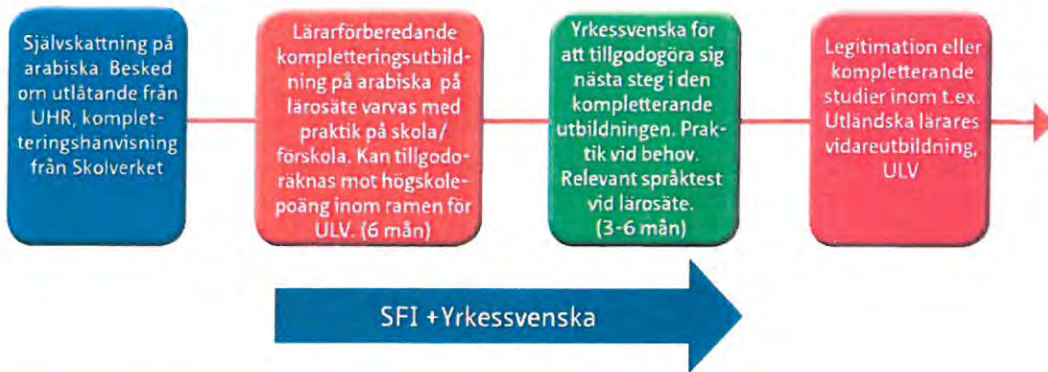 Självskattning på
arabiska. Besked
om utlåtande från
UHR, komplet-
teringshänvisning
från Skolverket
Lärarförberedande
kompletteringsutbild-
ning på arabiska på
lärosäte varvas med
praktik på skola/
förskola. Kan tillgodo-
räknas mot högskole-
poäng inom ramen för
ULV. (6 mån)
Yrkessvenska för
att tillgodogöra sig
nästa steg i den
kompletterande
utbildningen. Prak-
tik vid behov.
Relevant språktest
vid lärosäte.
(3-6 mån)
Legitimation eller
kompletterande
studier inom t.ex.
Utländska lärares
vidareutbildning,
ULV
SFI +Yrkessvenska